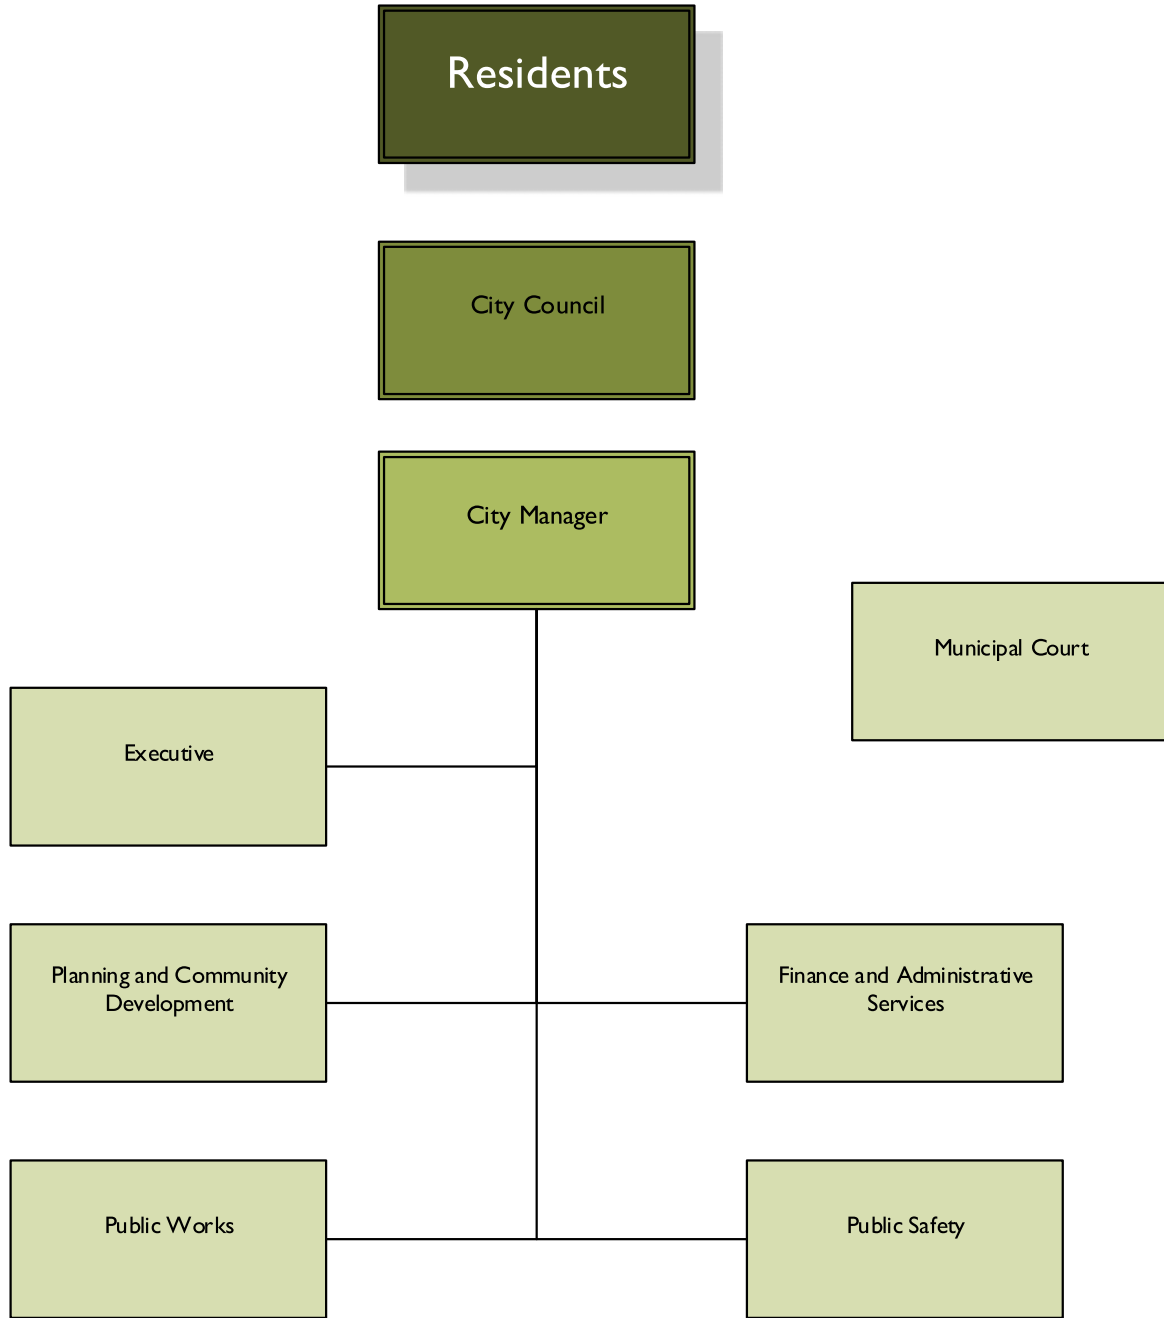 Residents
City Council
City Manager
Municipal Court
Executive
Planning and Community
Development
Finance and Administrative
Services
Public Works
Public Safety